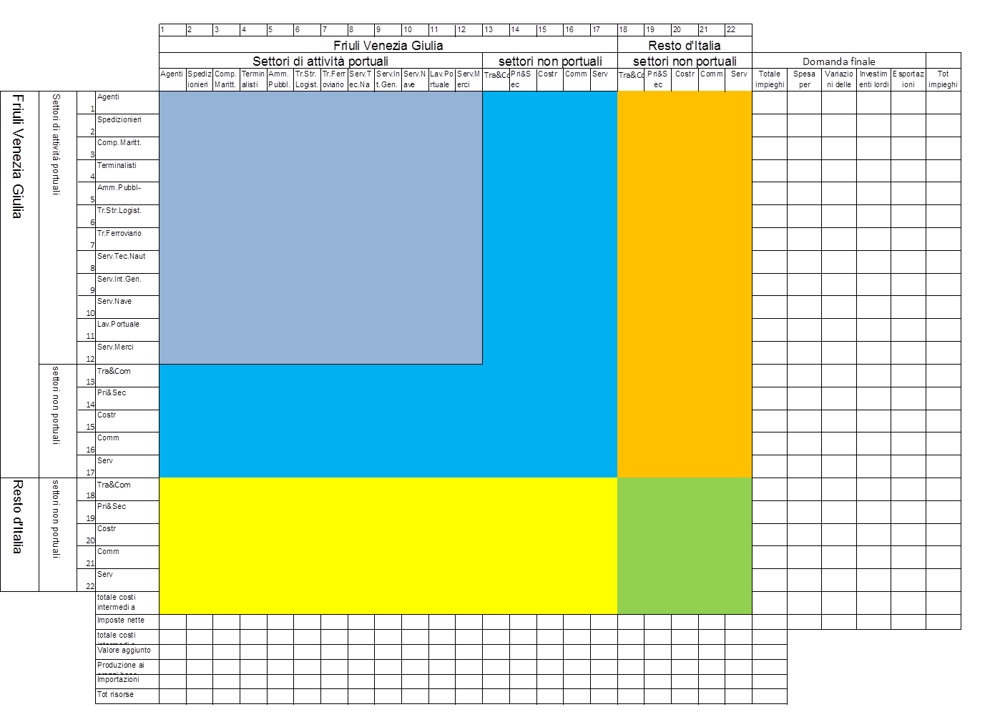 1 2 3 4 5 6 7 8 9 10 11 12 13 14 15 16 17 18 19 20 21 22
Friuli Venezia Giulia Resto d'Italia
Settori di attività portuali settori non portuali settori non portuali Domanda finale
Agenti Spediz Comp. Termin Amm. Tr.Str. Tr.Ferr Serv.T Serv.In Serv.N Lav.Po Serv.M Tra&Co Pri&S Costr Comm Serv Tra&Co Pri&S Costr Comm Serv Totale Spesa Variazio Investim Esportaz Tot
ionieri Maritt. alisti Pubbl. Logist. oviario ec.Na t.Gen. ave rtuale erci ec ec impieghi per ni delle enti lordi ioni impieghi
Friuli Venezia Giulia
Settori di attività portuali
Agenti
1
Spedizionieri
2
Comp.Maritt.
3
Terminalisti
4
Amm.Pubbl-
5
Tr.Str.Logist.
6
Tr.Ferroviario
7
Serv.Tec.Naut
8
Serv.Int.Gen.
9
Serv.Nave
10
Lav.Portuale
11
Serv.Merci
12
settori non portuali
Tra&Com
13
Pri&Sec
14
Costr
15
Comm
16
Serv
17
Resto d'Italia
settori non portuali
Tra&Com
18
Pri&Sec
19
Costr
20
Comm
21
Serv
22
totale costi
intermedi a
Imposte nette
totale costi
Valore aggiunto
Produzione ai
Importazioni
Tot risorse